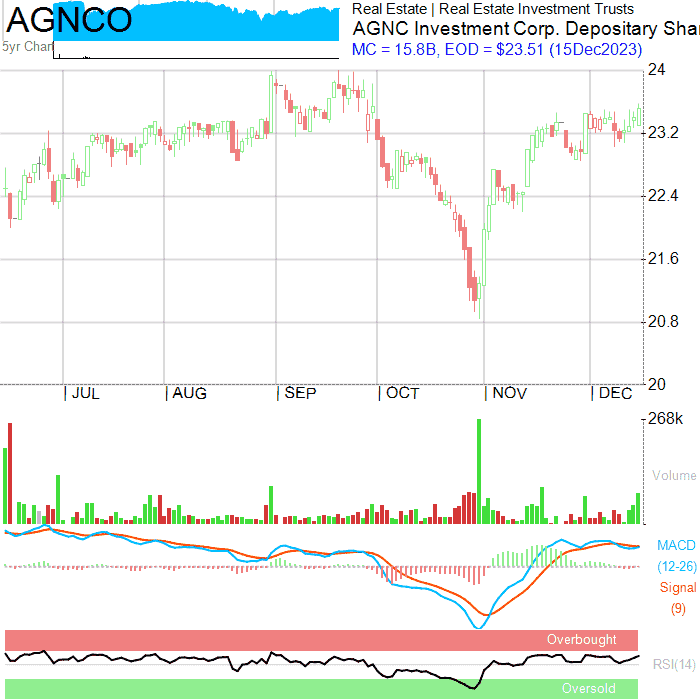 AGNCO
5yr Chart
Real Estate | Real Estate Investment Trusts
AGNC Investment Corp. Depositary Shar
MC = 15.8B, EOD = $23.51 (15Dec2023)
24
23.2
22.4
21.6
20.8
20
JUL
AUG
SEP
OCT
NOV
DEC
268k
Volume
MACD
(12-26)
Signal
(9)
Overbought
RSI(14)
Oversold